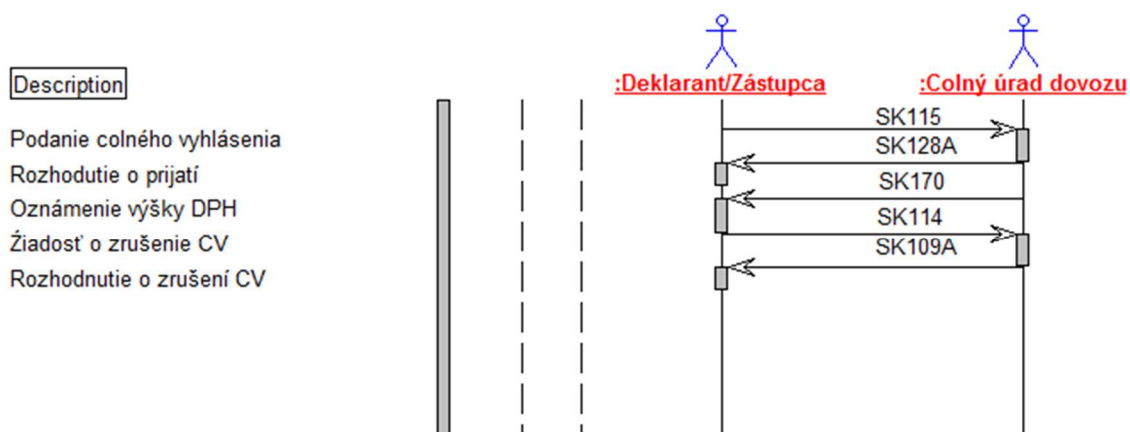 :Deklarant/Zástupca
:Colný úrad dovozu
Description
Podanie colného vyhlásenia
Rozhodutie o prijatí
Oznámenie výšky DPH
Źiadosť o zrušenie CV
Rozhodnutie o zrušení CV
SK115
SK128A
SK170
SK114
SK109A